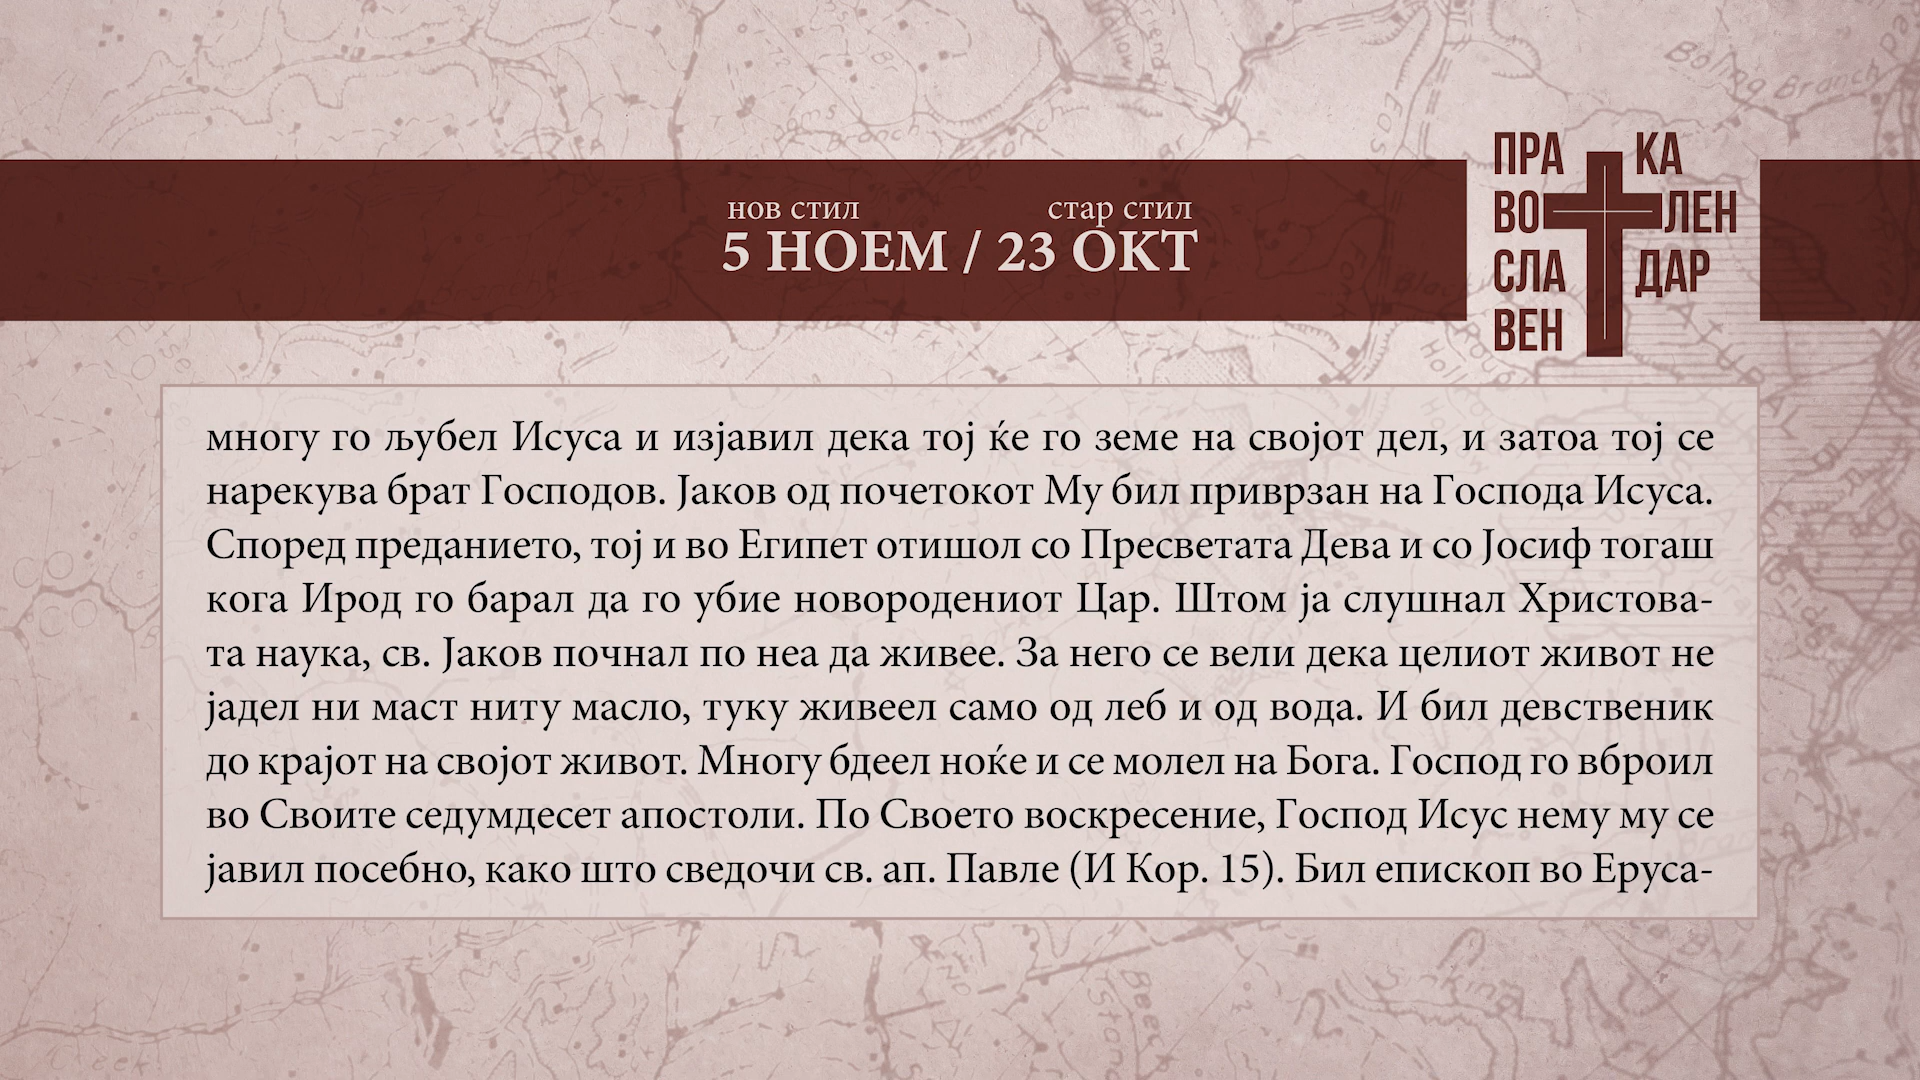 нов стил стар стил
5 НОЕМ / 23 ОКТ
ПРА КА
ВО ЛЕН
СЛА ДАР
ВЕН
многу го љубел Исуса и изјавил дека тој ќе го земе на својот дел, и затоа тој се
нарекува брат Господов. Јаков од почетокот Му бил приврзан на Господа Исуса.
Според преданието, тој и во Египет отишол со Пресветата Дева и со Јосиф тогаш
кога Ирод го барал да го убие новородениот Цар. Штом ја слушнал Христова-
та наука, св. Јаков почнал по неа да живее. За него се вели дека целиот живот не
јадел ни маст ниту масло, туку живеел само од леб и од вода. И бил девственик
до крајот на својот живот. Многу бдеел ноќе и се молел на Бога. Господ го вброил
во Своите седумдесет апостоли. По Своето воскресение, Господ Исус нему му се
јавил посебно, како што сведочи св. ап. Павле (И Кор. 15). Бил епископ во Еруса-
Boling Branch
Creek